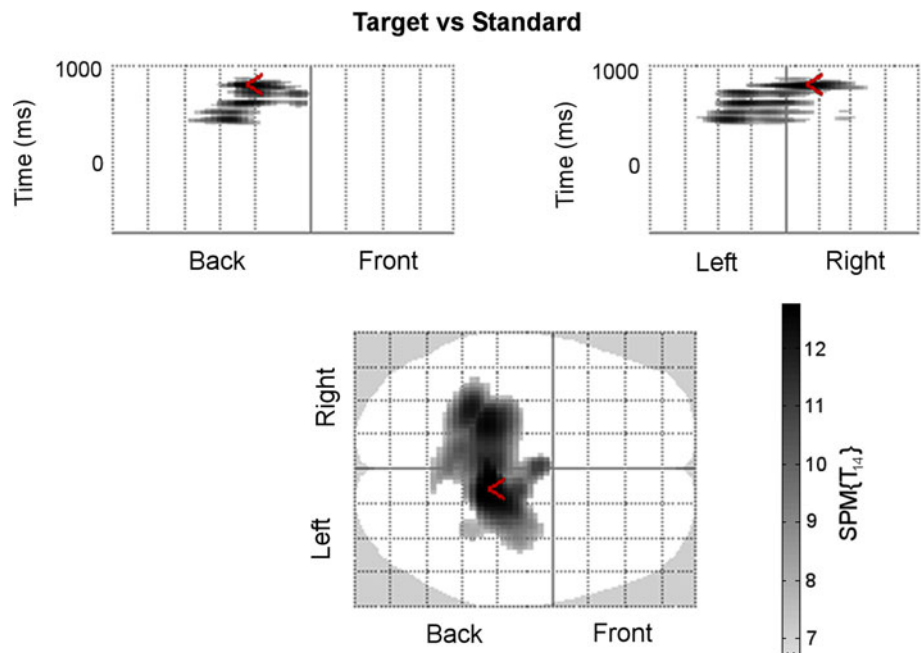 Target vs Standard
1000
0
Time (ms)
Back
Front
1000
0
Time (ms)
Left
Right
Right
Left
Back
Front
12
11
10
9
8
7
SPM{T₁₄}